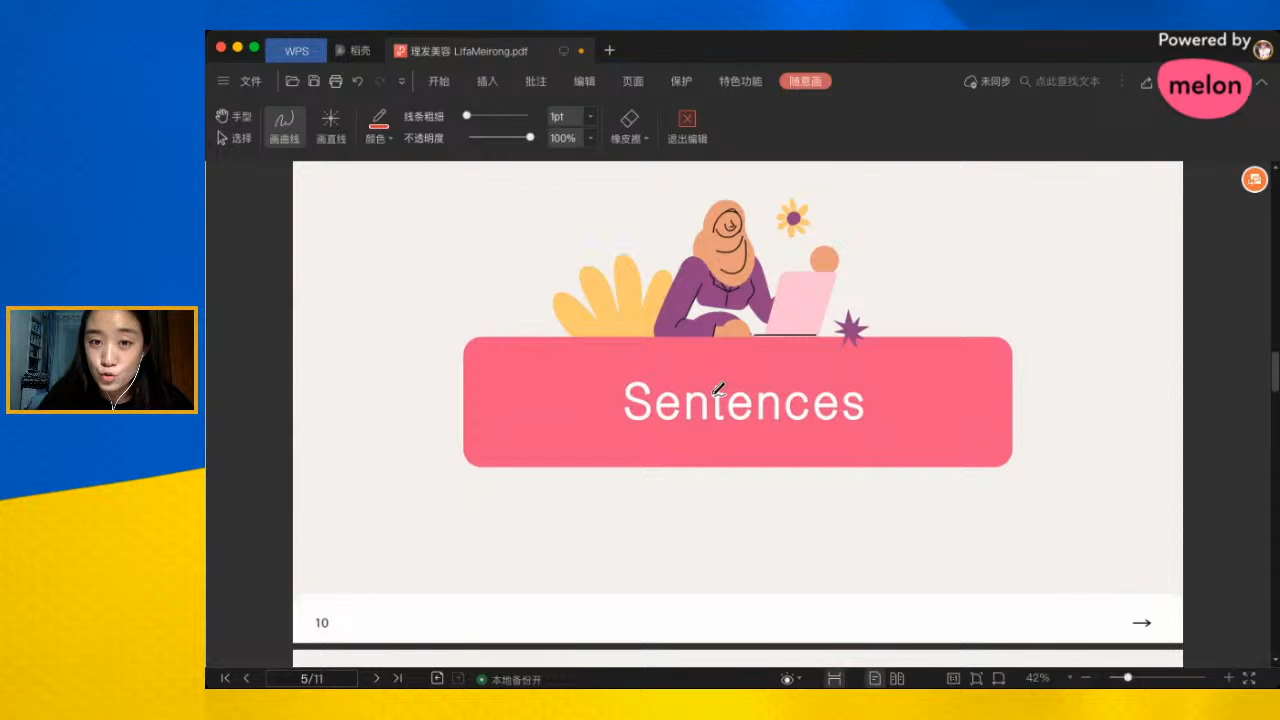 Powered by
melon
WPS
稻壳
理发美容 LifaMeirong.pdf
文件
开始
插入
批注
编辑
页面
保护
特色功能
随意画
未同步
点此查找文本
手型
选择
画曲线
画直线
颜色
线条粗细
1pt
不透明度
100%
橡皮擦
退出编辑
Sentences
10
5/11
本地备份开
42%